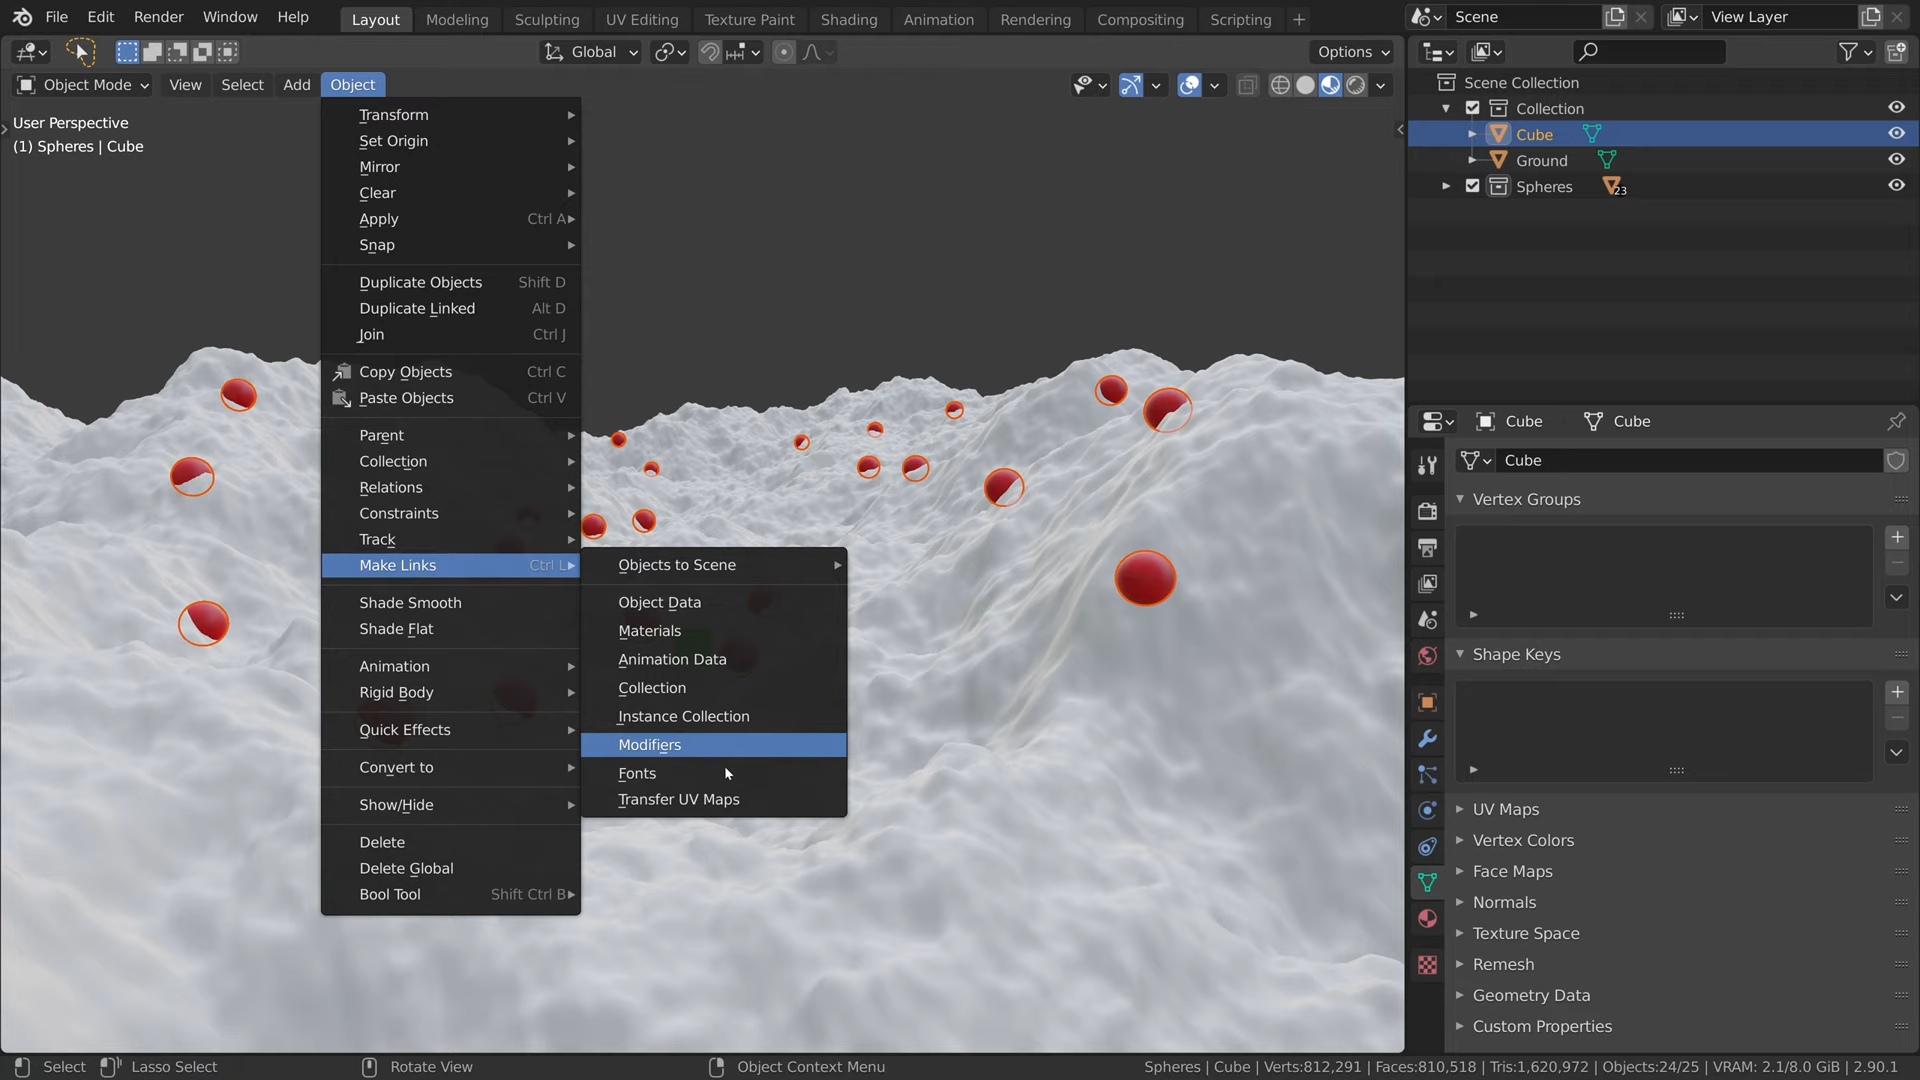 File Edit Render Window Help Layout Modeling Sculpting UV Editing Texture Paint Shading Animation Rendering Compositing Scripting + Scene View Layer
Global Options
Object Mode View Select Add Object
User Perspective
(1) Spheres | Cube
Transform
Set Origin
Mirror
Clear
Apply Ctrl A
Snap
Duplicate Objects Shift D
Duplicate Linked Alt D
Join Ctrl J
Copy Objects Ctrl C
Paste Objects Ctrl V
Parent
Collection
Relations
Constraints
Track
Make Links Ctrl L
Shade Smooth
Shade Flat
Animation
Rigid Body
Quick Effects
Convert to
Show/Hide
Delete
Delete Global
Bool Tool Shift Ctrl B
Objects to Scene
Object Data
Materials
Animation Data
Collection
Instance Collection
Modifiers
Fonts
Transfer UV Maps
Scene Collection
Collection
Cube
Ground
Spheres 23
Cube Cube
Cube
Vertex Groups
Shape Keys
UV Maps
Vertex Colors
Face Maps
Normals
Texture Space
Remesh
Geometry Data
Custom Properties
Select Lasso Select Rotate View Object Context Menu Spheres | Cube | Verts:812,291 | Faces:810,518 | Tris:1,620,972 | Objects:24/25 | VRAM: 2.1/8.0 GiB | 2.90.1